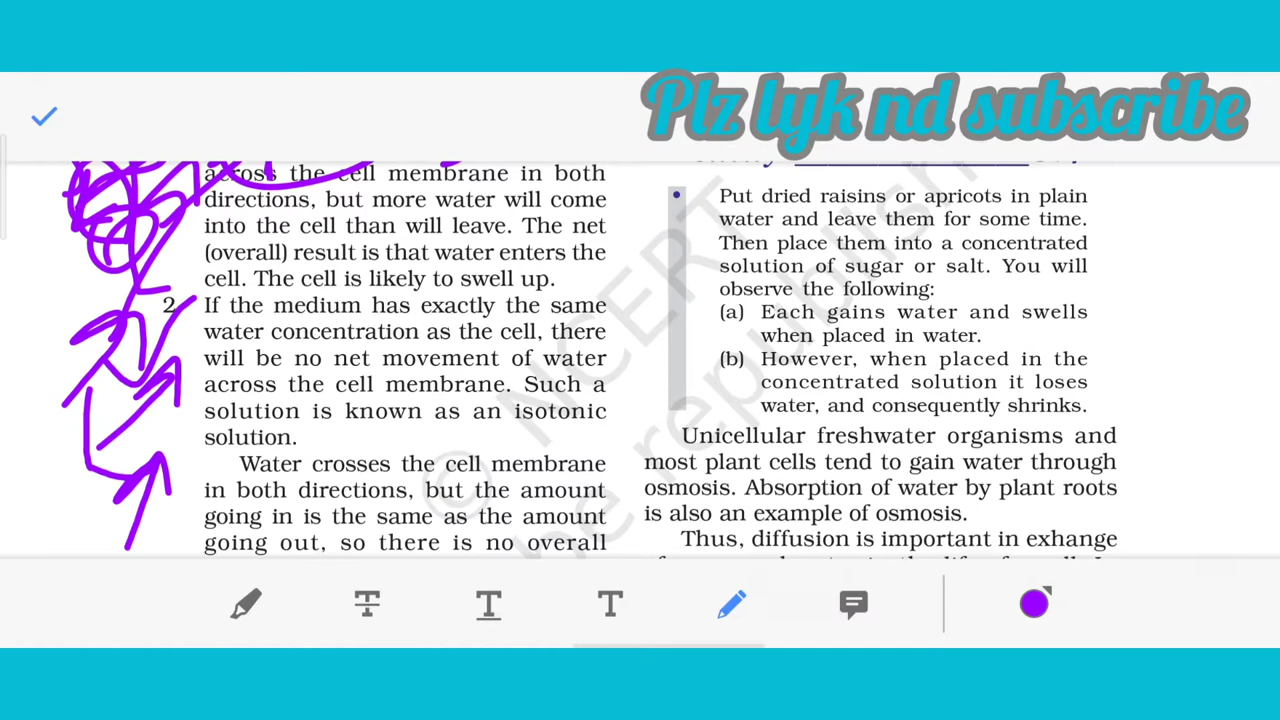 Plz lyk nd subscribe
across the cell membrane in both
directions, but more water will come
into the cell than will leave. The net
(overall) result is that water enters the
cell. The cell is likely to swell up.
2. If the medium has exactly the same
water concentration as the cell, there
will be no net movement of water
across the cell membrane. Such a
solution is known as an isotonic
solution.
Water crosses the cell membrane
in both directions, but the amount
going in is the same as the amount
going out, so there is no overall
• Put dried raisins or apricots in plain
water and leave them for some time.
Then place them into a concentrated
solution of sugar or salt. You will
observe the following:
(a) Each gains water and swells
when placed in water.
(b) However, when placed in the
concentrated solution it loses
water, and consequently shrinks.
Unicellular freshwater organisms and
most plant cells tend to gain water through
osmosis. Absorption of water by plant roots
is also an example of osmosis.
Thus, diffusion is important in exhange
© NCERT
be republish
T
T
T